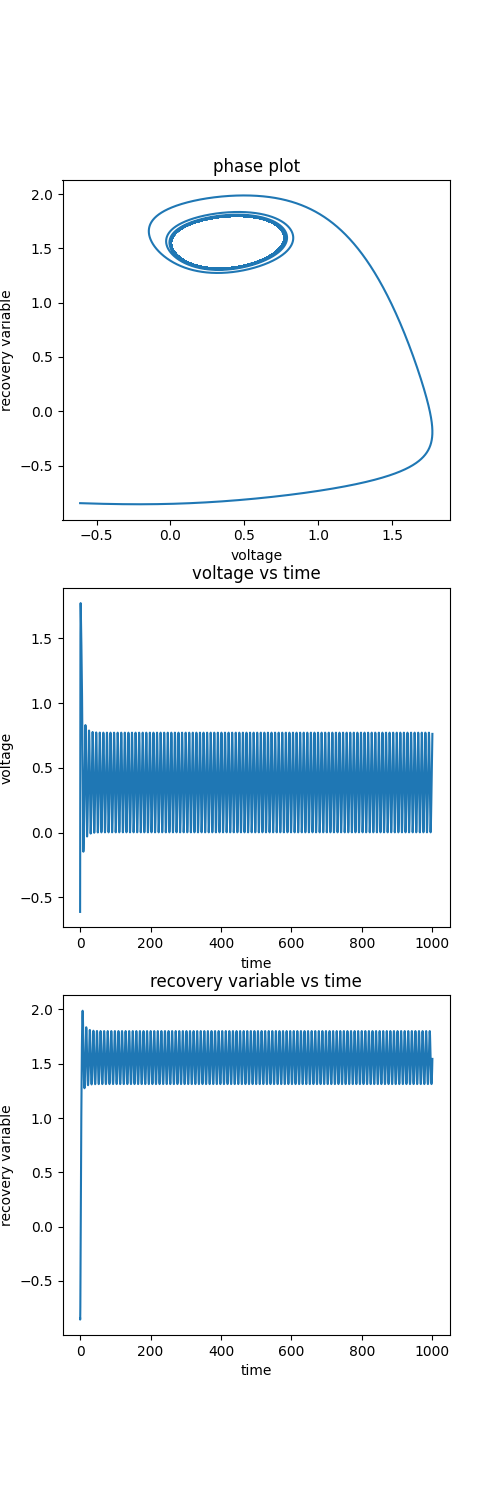 phase plot
2.0
1.5
1.0
0.5
0.0
−0.5
recovery variable
−0.5 0.0 0.5 1.0 1.5
voltage
voltage vs time
1.5
1.0
0.5
0.0
−0.5
voltage
0 200 400 600 800 1000
time
recovery variable vs time
2.0
1.5
1.0
0.5
0.0
−0.5
recovery variable
0 200 400 600 800 1000
time